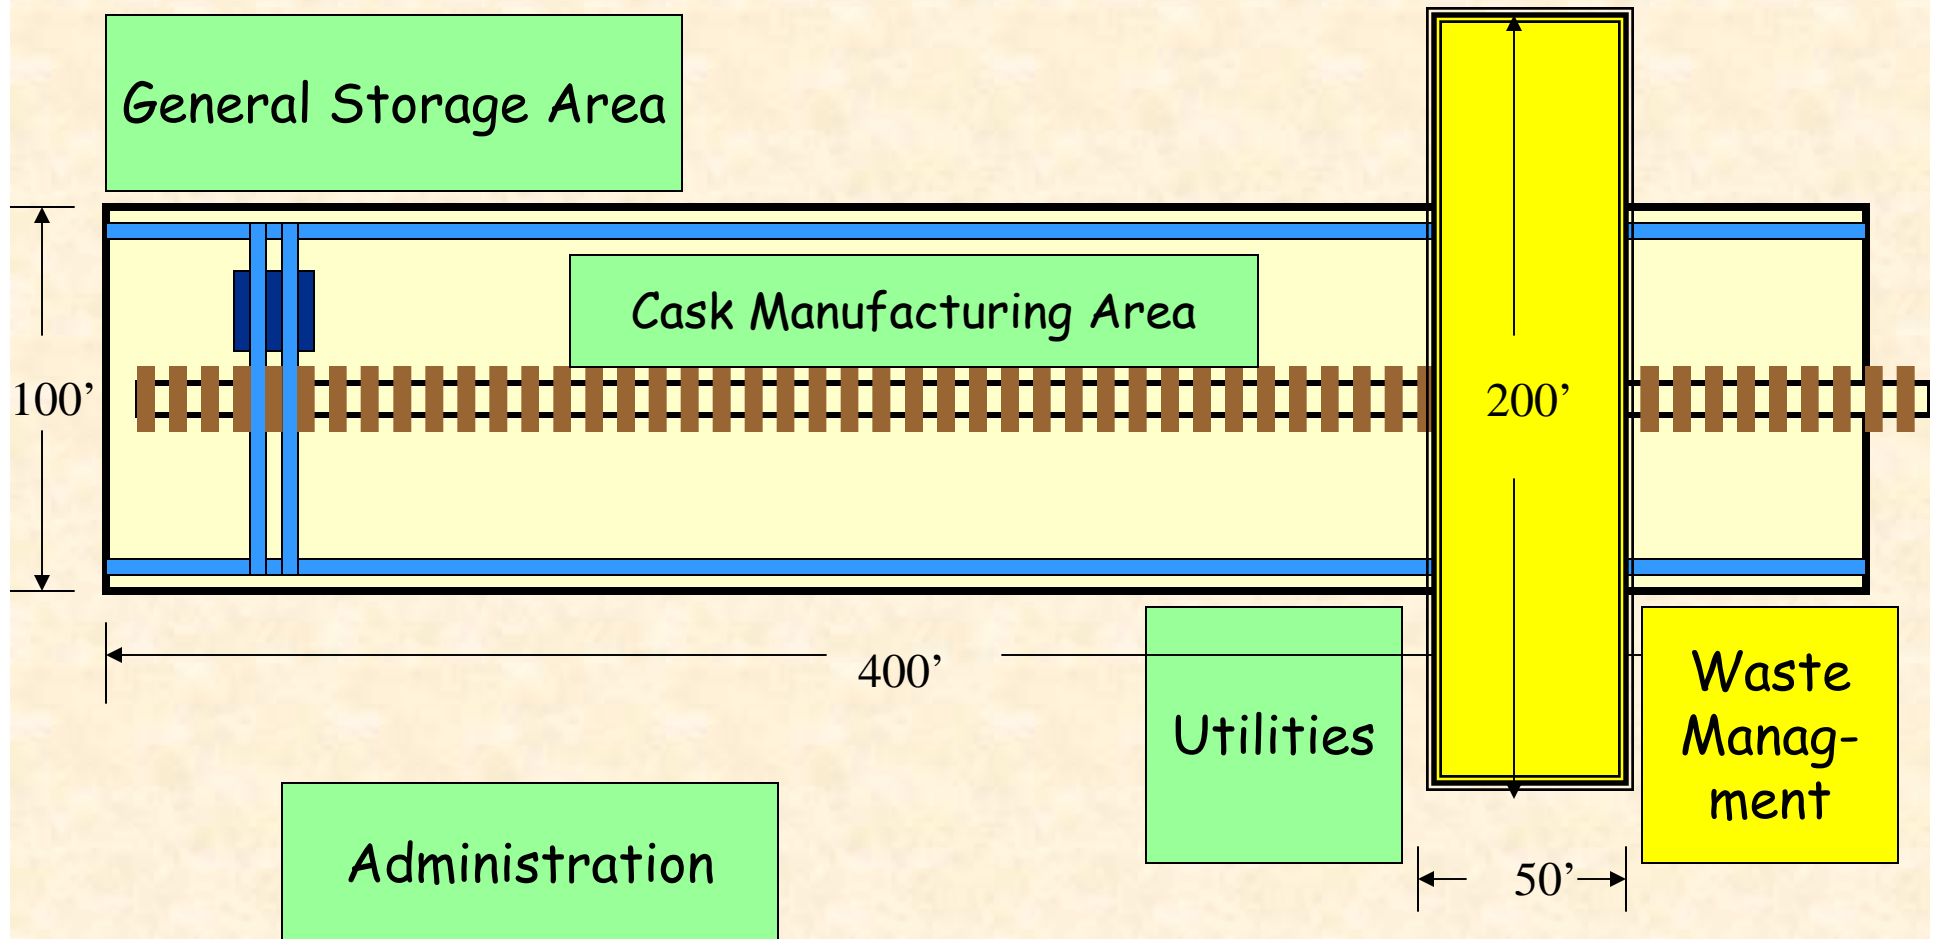 General Storage Area
Cask Manufacturing Area
100’
200’
400’
Utilities
Waste
Manag-
ment
Administration
50’